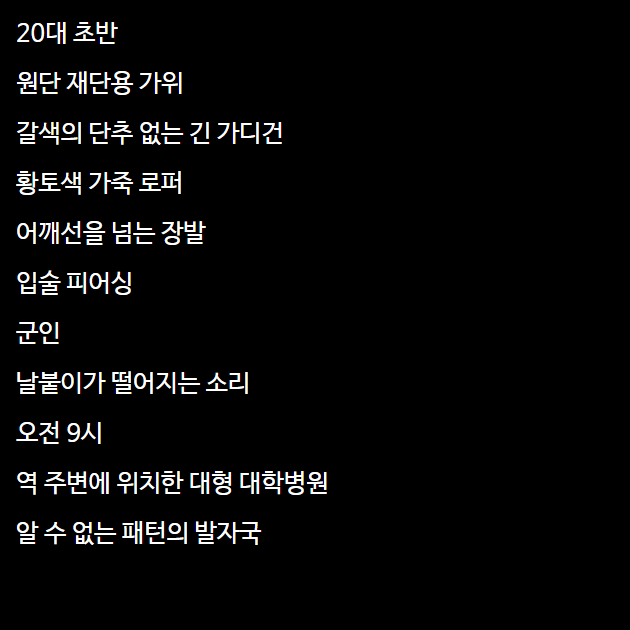 20대 초반
원단 재단용 가위
갈색의 단추 없는 긴 가디건
황토색 가죽 로퍼
어깨선을 넘는 장발
입술 피어싱
군인
날붙이가 떨어지는 소리
오전 9시
역 주변에 위치한 대형 대학병원
알 수 없는 패턴의 발자국